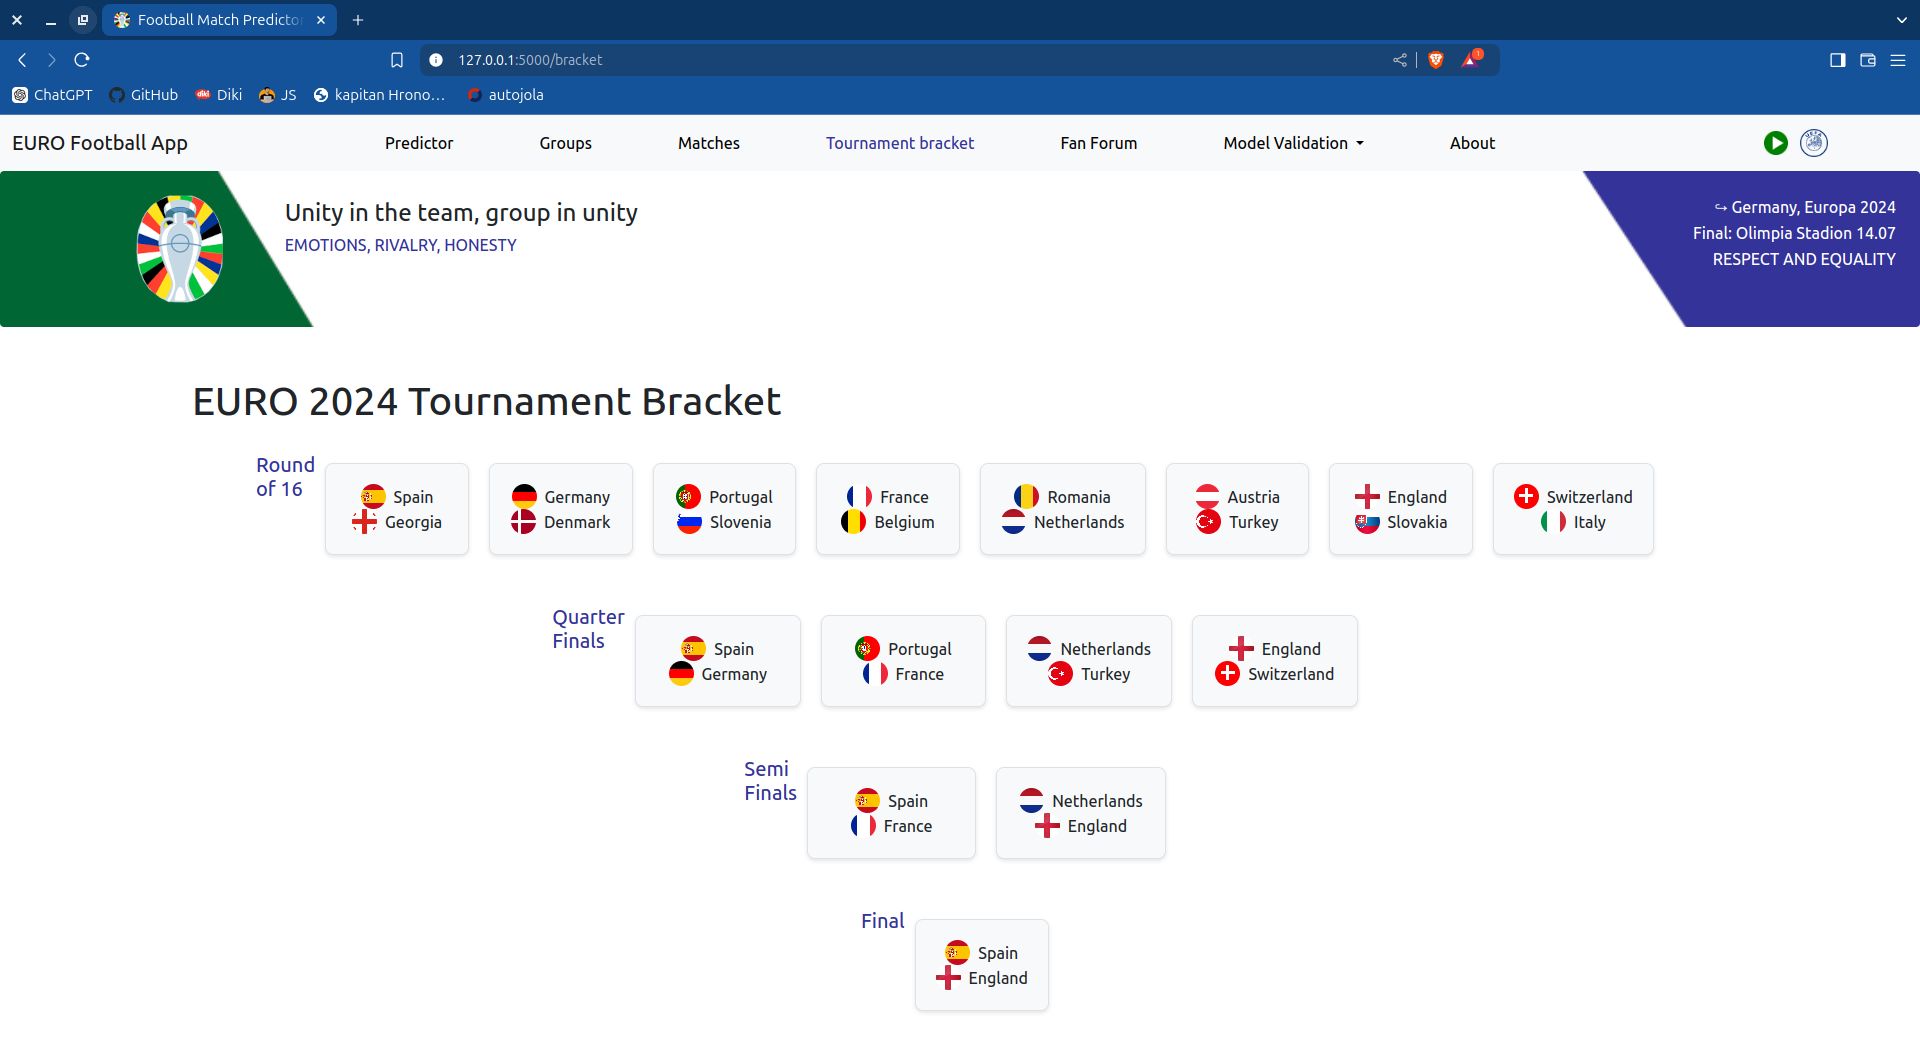 Football Match Predicto
127.0.0.1:5000/bracket
1
ChatGPT GitHub Diki JS kapitan Hrono… autojola
EURO Football App Predictor Groups Matches Tournament bracket Fan Forum Model Validation About
Unity in the team, group in unity
EMOTIONS, RIVALRY, HONESTY
↪ Germany, Europa 2024
Final: Olimpia Stadion 14.07
RESPECT AND EQUALITY
EURO 2024 Tournament Bracket
Round
of 16
Spain
Georgia
Germany
Denmark
Portugal
Slovenia
France
Belgium
Romania
Netherlands
Austria
Turkey
England
Slovakia
Switzerland
Italy
Quarter
Finals
Spain
Germany
Portugal
France
Netherlands
Turkey
England
Switzerland
Semi
Finals
Spain
France
Netherlands
England
Final
Spain
England